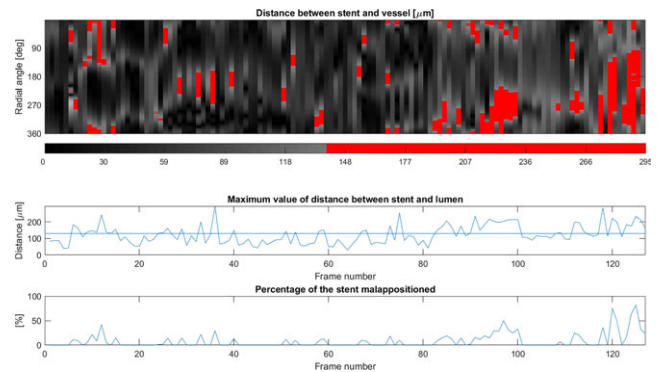 Distance between stent and vessel [μm]
Radial angle [deg]
90
180
270
360
0 30 59 89 118 148 177 207 236 266 295
Maximum value of distance between stent and lumen
Distance [μm]
200
100
0
0 20 40 60 80 100 120
Frame number
Percentage of the stent malappositioned
[%]
100
50
0
0 20 40 60 80 100 120
Frame number